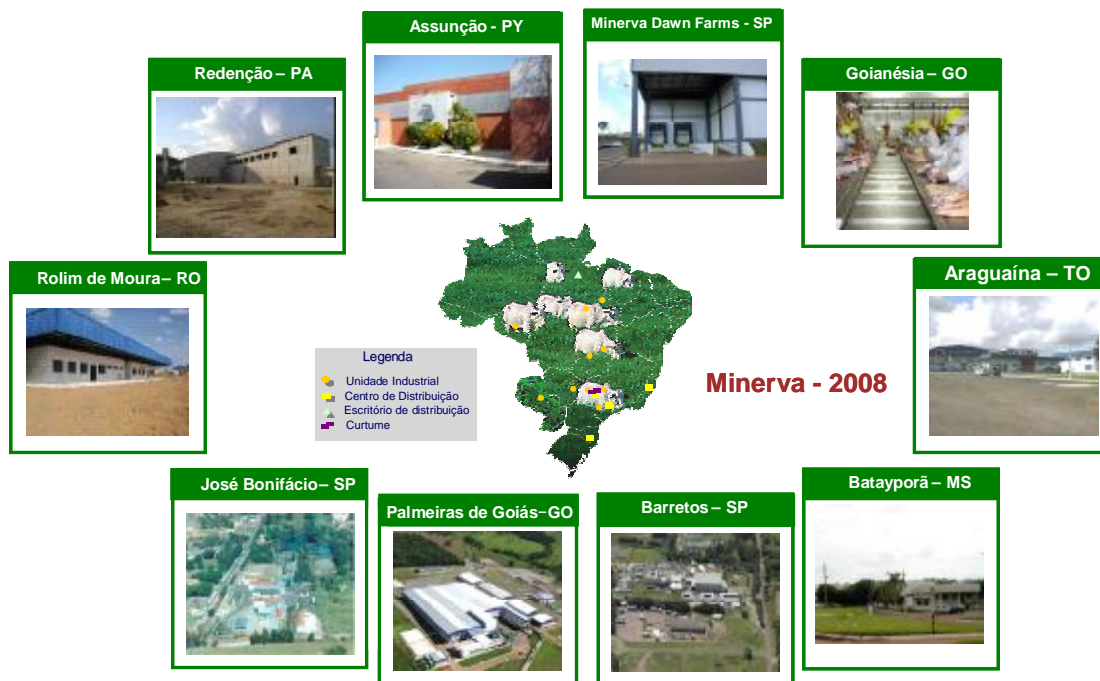 Assunção - PY
Minerva Dawn Farms - SP
Redenção – PA
Goianésia – GO
Rolim de Moura– RO
Araguaína – TO
Legenda
Unidade Industrial
Centro de Distribuição
Escritório de distribuição
Curtume
Minerva - 2008
José Bonifácio– SP
Palmeiras de Goiás–GO
Barretos – SP
Batayporã – MS